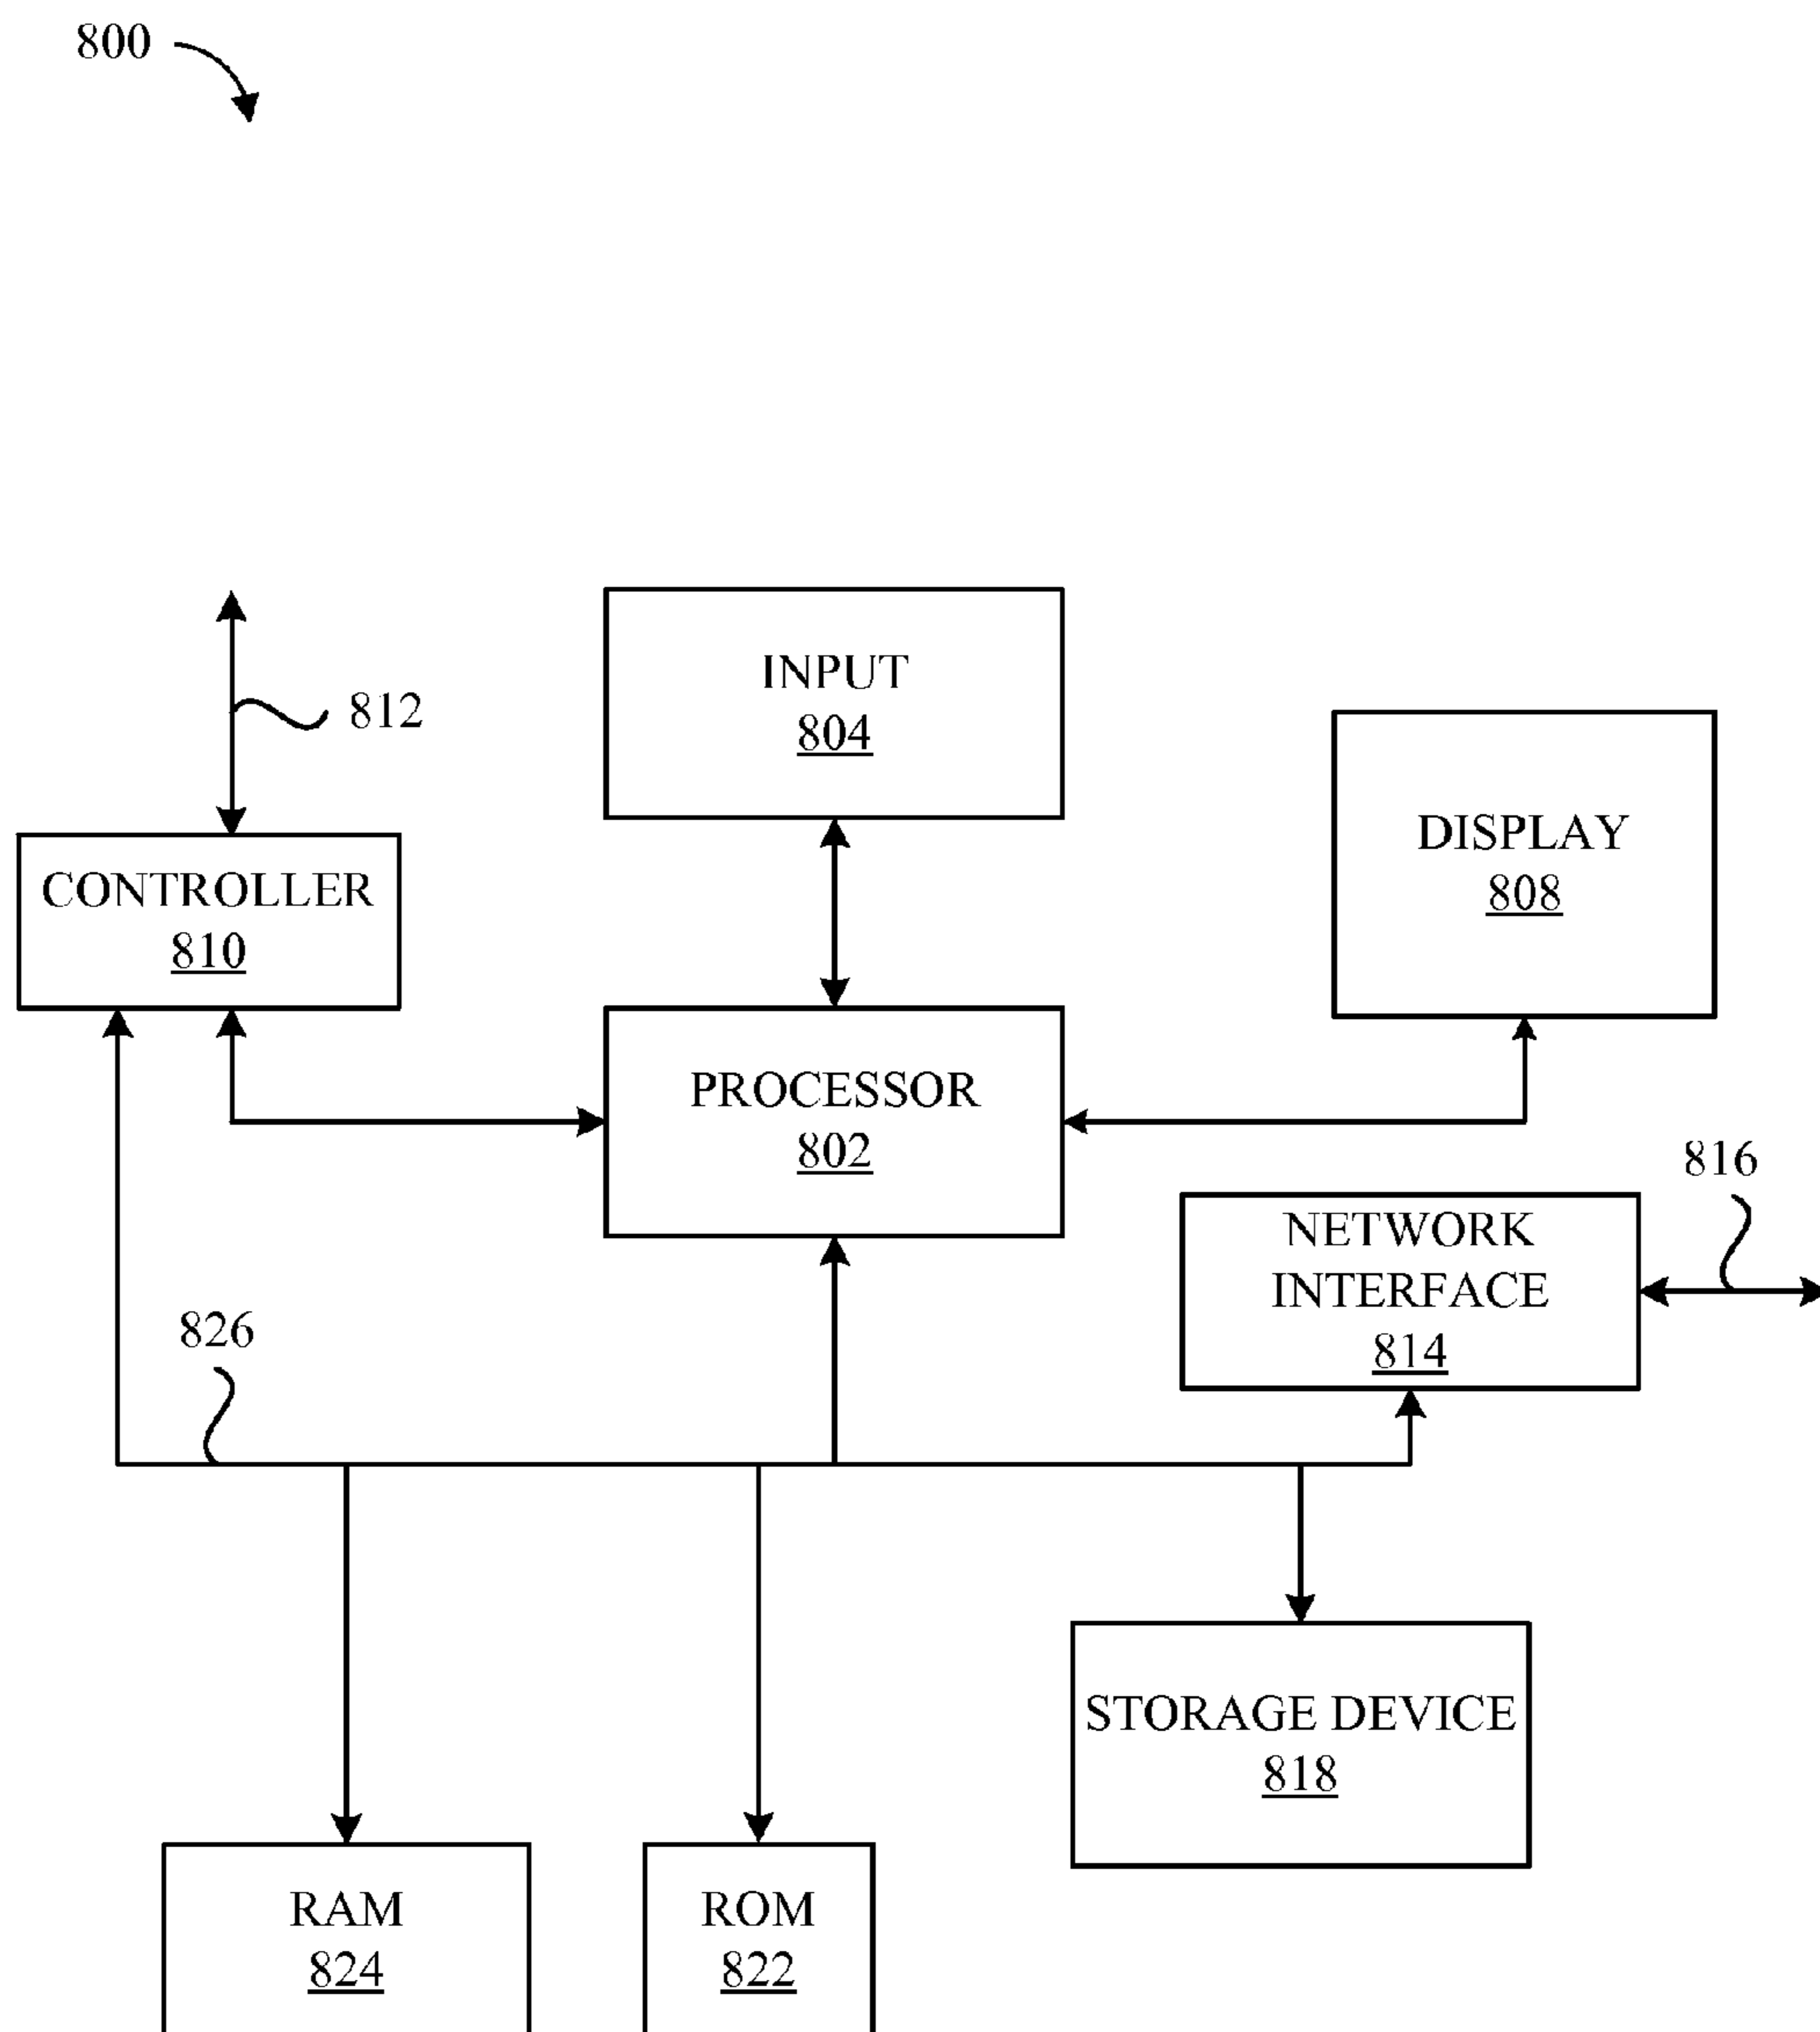 800
INPUT
804
812
DISPLAY
808
CONTROLLER
810
PROCESSOR
802
816
NETWORK
INTERFACE
814
826
STORAGE DEVICE
818
RAM
824
ROM
822